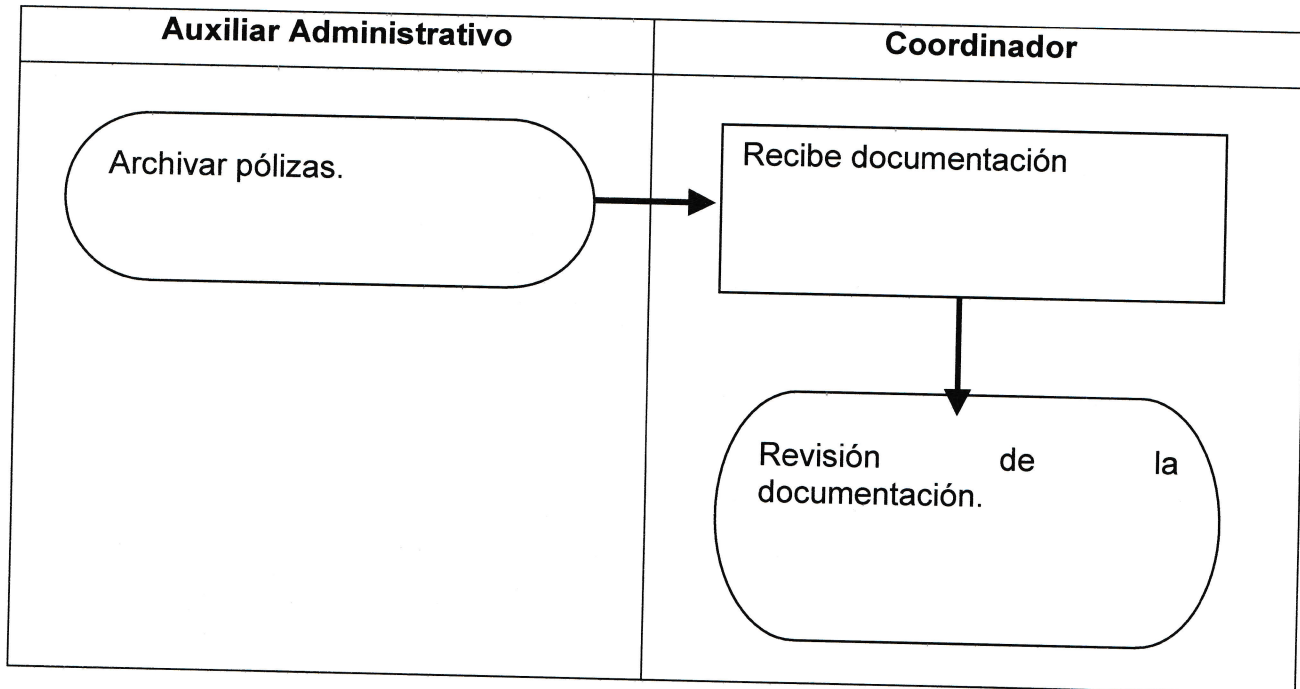 Auxiliar Administrativo
Coordinador
Archivar pólizas.
Recibe documentación
Revisión de la
documentación.